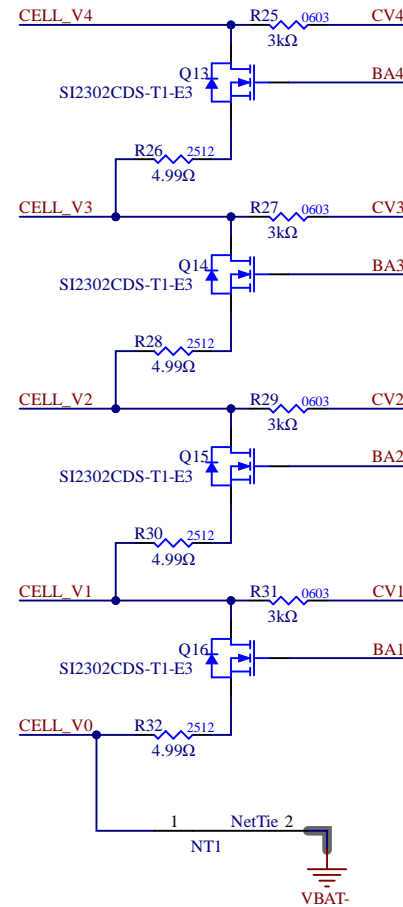 CELL_V4 R25 0603 CV4
3kΩ
Q13 BA4
SI2302CDS-T1-E3
R26 2512
4.99Ω
CELL_V3 R27 0603 CV3
3kΩ
Q14 BA3
SI2302CDS-T1-E3
R28 2512
4.99Ω
CELL_V2 R29 0603 CV2
3kΩ
Q15 BA2
SI2302CDS-T1-E3
R30 2512
4.99Ω
CELL_V1 R31 0603 CV1
3kΩ
Q16 BA1
SI2302CDS-T1-E3
CELL_V0 R32 2512
4.99Ω
1 NetTie 2
NT1
VBAT-